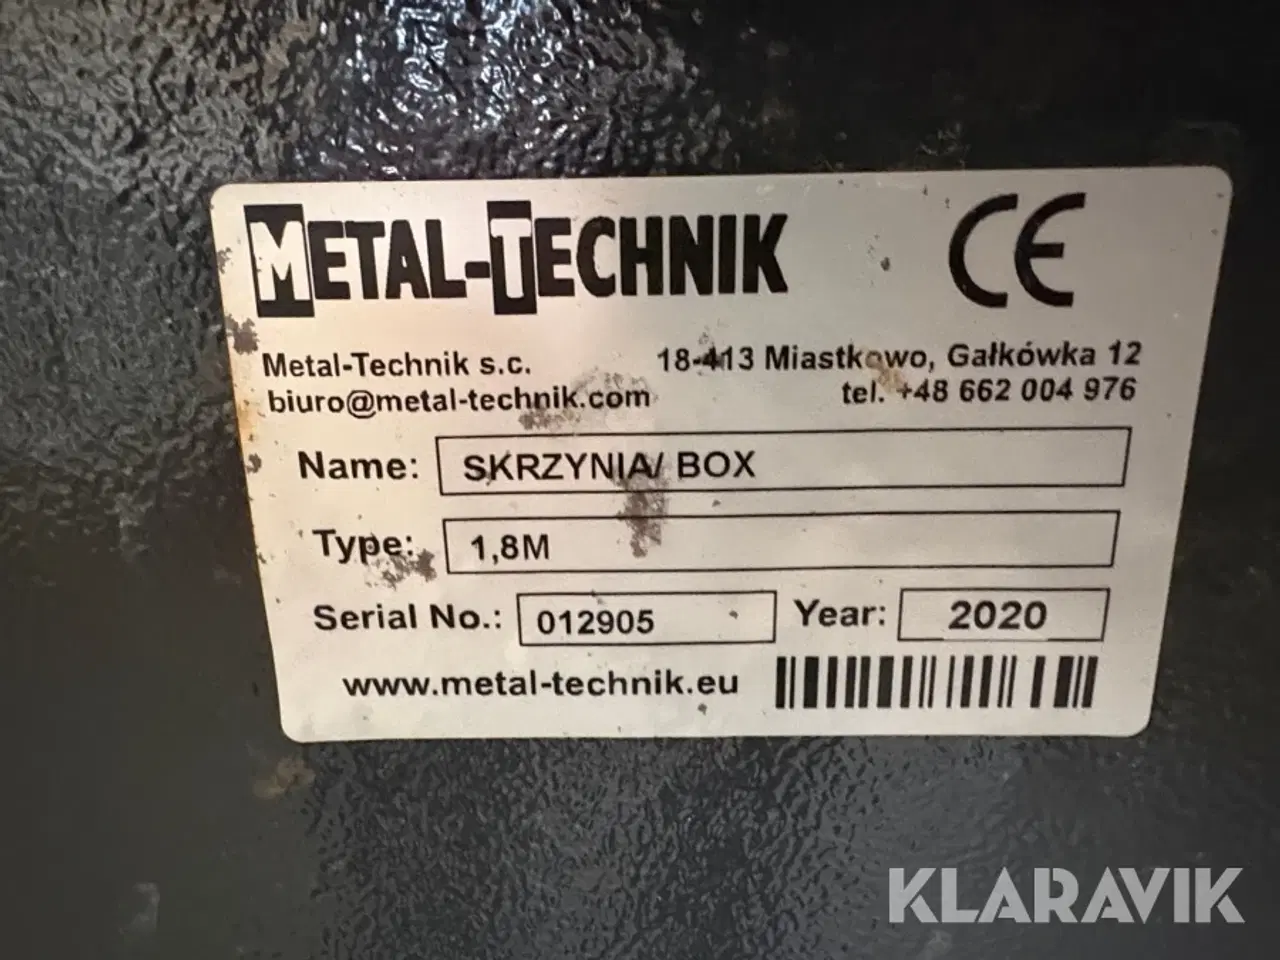 METAL-TECHNIK CE
Metal-Technik s.c. 18-413 Miastkowo, Gałkówka 12
biuro@metal-technik.com tel. +48 662 004 976
Name: SKRZYNIA/ BOX
Type: 1,8M
Serial No.: 012905 Year: 2020
www.metal-technik.eu
KLARAVIK